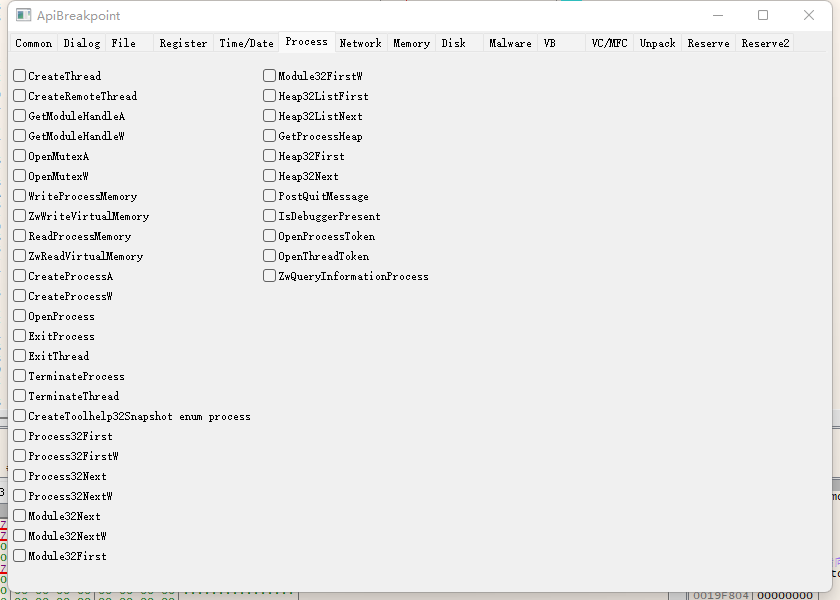 ApiBreakpoint
Common Dialog File Register Time/Date Process Network Memory Disk Malware VB VC/MFC Unpack Reserve Reserve2
CreateThread
CreateRemoteThread
GetModuleHandleA
GetModuleHandleW
OpenMutexA
OpenMutexW
WriteProcessMemory
ZwWriteVirtualMemory
ReadProcessMemory
ZwReadVirtualMemory
CreateProcessA
CreateProcessW
OpenProcess
ExitProcess
ExitThread
TerminateProcess
TerminateThread
CreateToolhelp32Snapshot enum process
Process32First
Process32FirstW
Process32Next
Process32NextW
Module32Next
Module32NextW
Module32First
Module32FirstW
Heap32ListFirst
Heap32ListNext
GetProcessHeap
Heap32First
Heap32Next
PostQuitMessage
IsDebuggerPresent
OpenProcessToken
OpenThreadToken
ZwQueryInformationProcess
0019F804 00000000